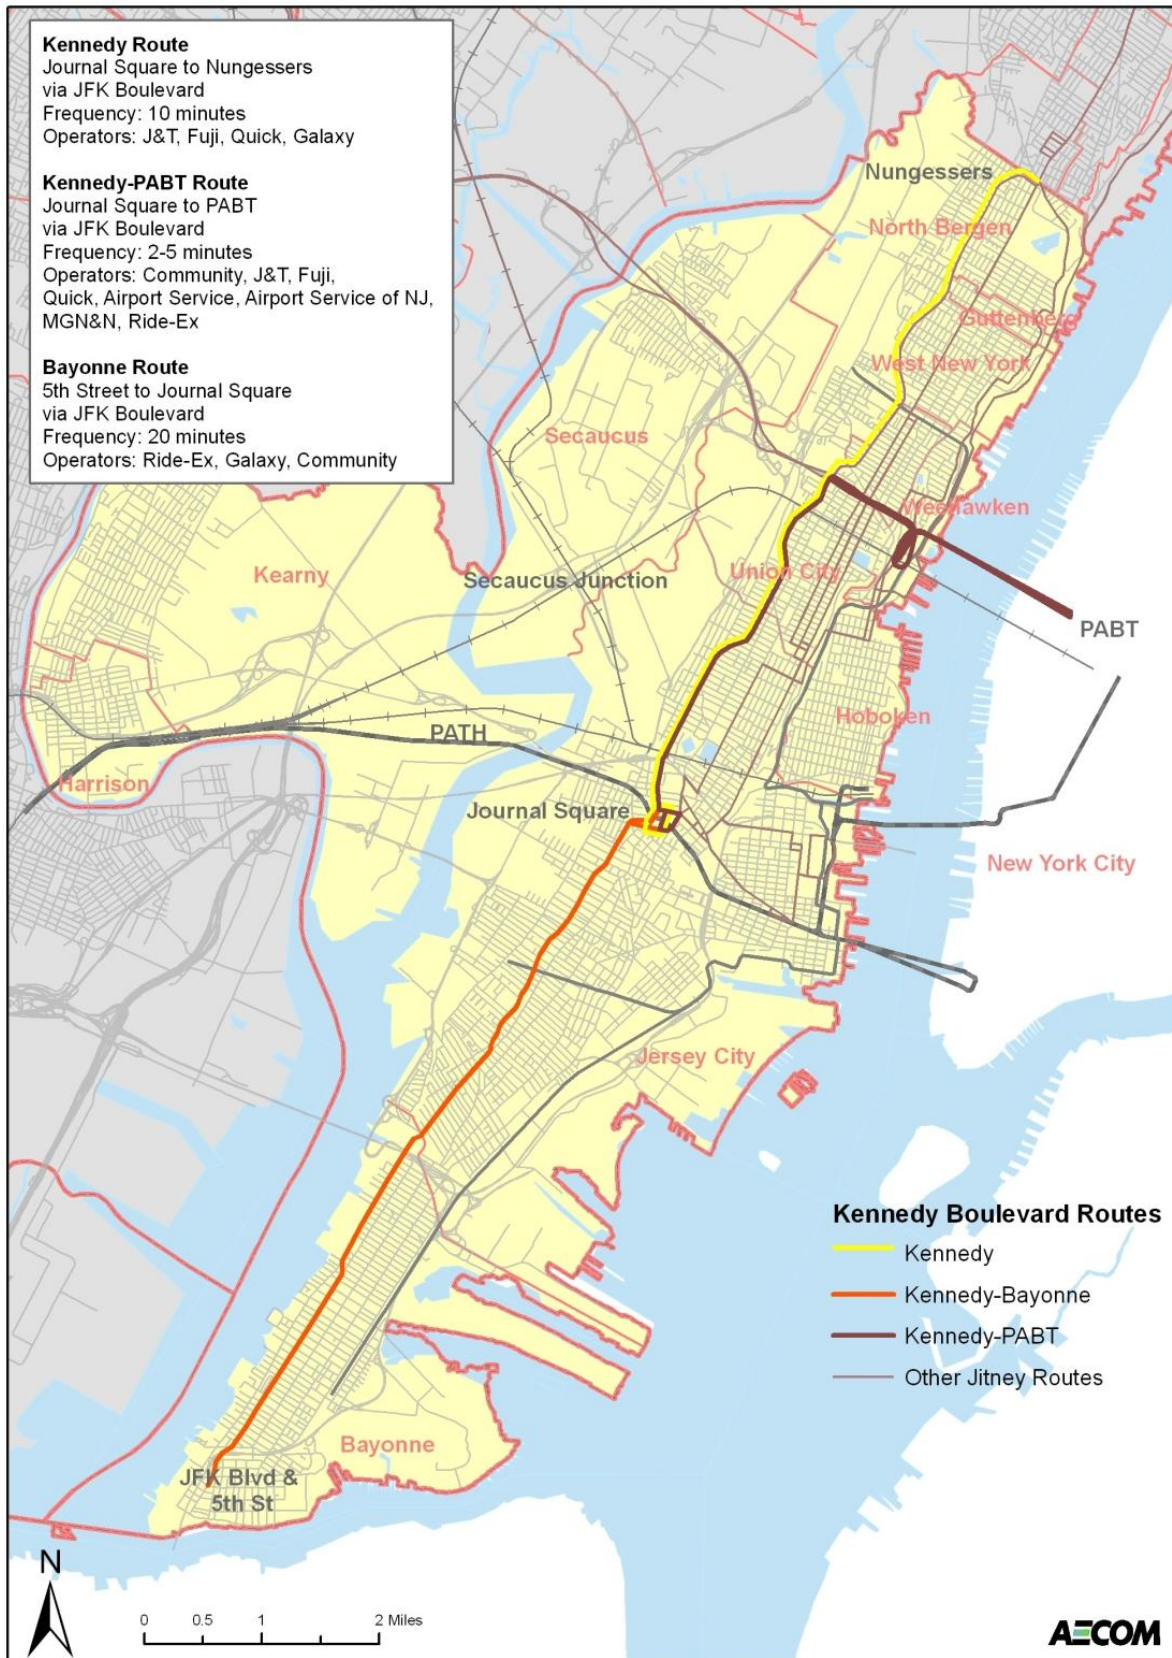 Kennedy Route
Journal Square to Nungessers
via JFK Boulevard
Frequency: 10 minutes
Operators: J&T, Fuji, Quick, Galaxy
Kennedy-PABT Route
Journal Square to PABT
via JFK Boulevard
Frequency: 2-5 minutes
Operators: Community, J&T, Fuji,
Quick, Airport Service, Airport Service of NJ,
MGN&N, Ride-Ex
Bayonne Route
5th Street to Journal Square
via JFK Boulevard
Frequency: 20 minutes
Operators: Ride-Ex, Galaxy, Community
Nungessers
North Bergen
Guttenberg
West New York
Secaucus
Weehawken
Kearny
Secaucus Junction
Union City
PABT
Hoboken
PATH
Harrison
Journal Square
New York City
Jersey City
Kennedy Boulevard Routes
Kennedy
Kennedy-Bayonne
Kennedy-PABT
Other Jitney Routes
Bayonne
JFK Blvd &
5th St
N
0 0.5 1 2 Miles
AECOM